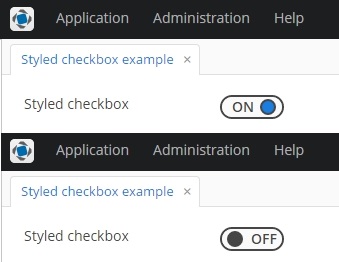 Application Administration Help
Styled checkbox example ×
Styled checkbox ON
Application Administration Help
Styled checkbox example ×
Styled checkbox OFF